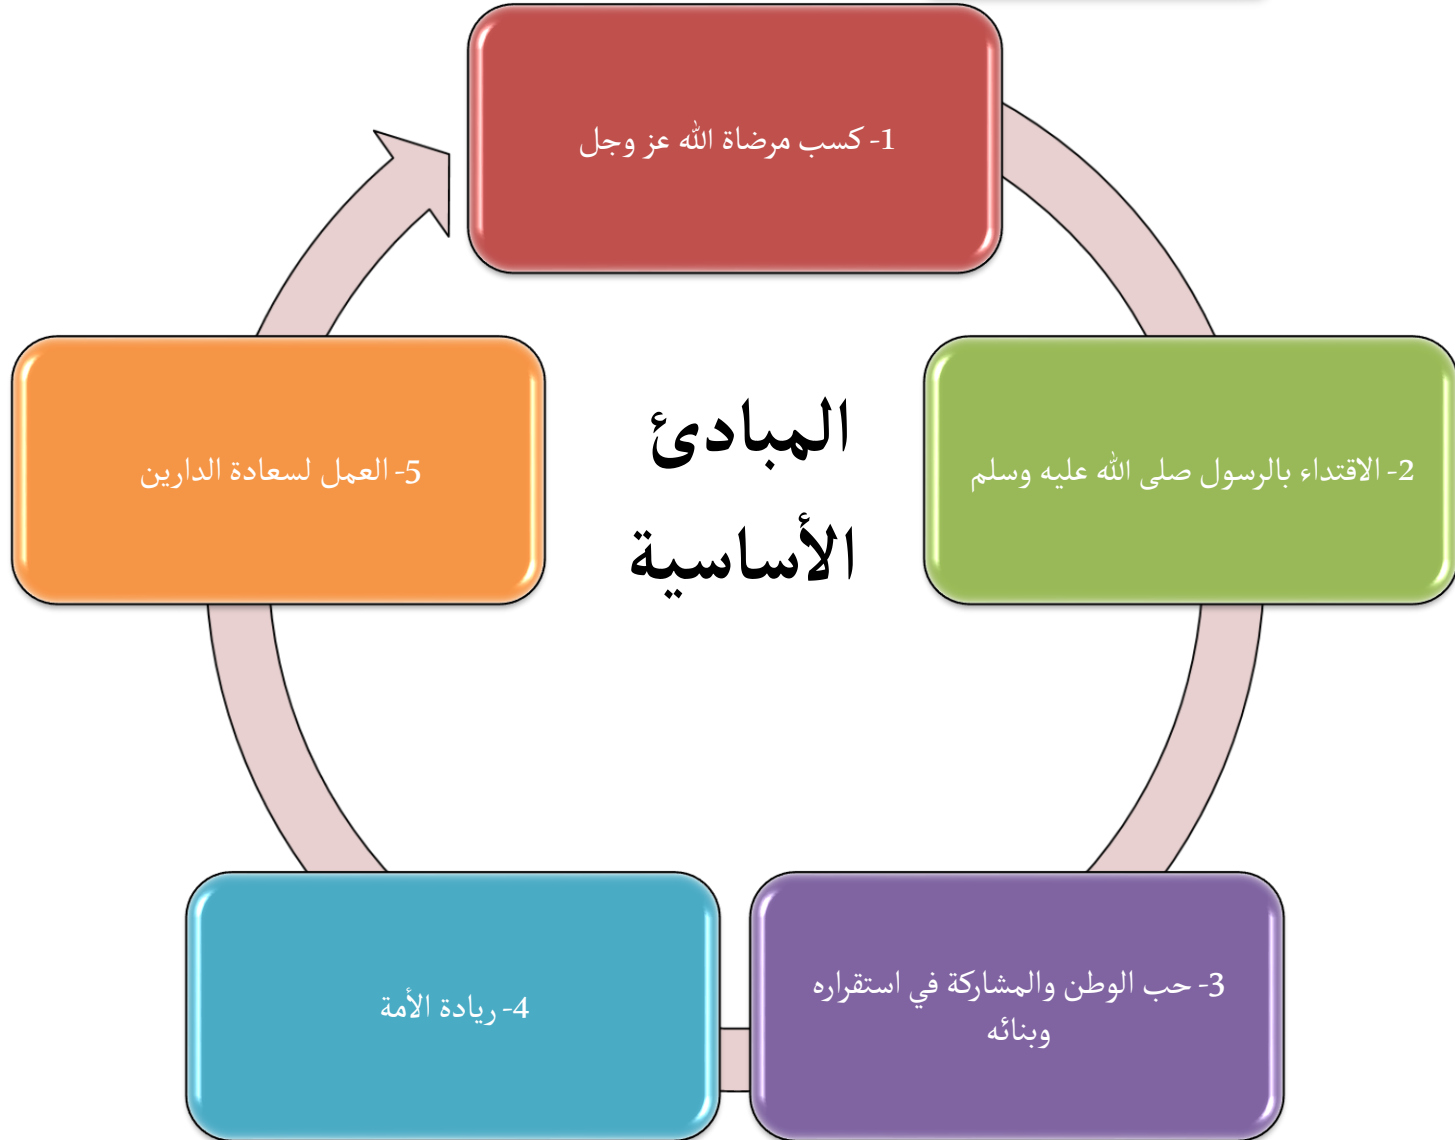 1- كسب مرضاة الله عز وجل
2- الاقتداء بالرسول صلى الله عليه وسلم
3- حب الوطن والمشاركة في استقراره
وبنائه
4- ريادة الأمة
5- العمل لسعادة الدارين
المبادئ
الأساسية